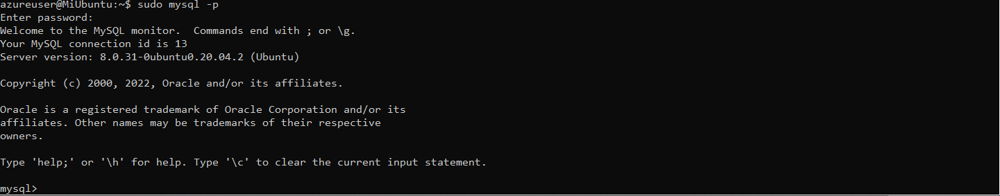 azureuser@MiUbuntu:~$ sudo mysql -p
Enter password:
Welcome to the MySQL monitor.  Commands end with ; or \g.
Your MySQL connection id is 13
Server version: 8.0.31-0ubuntu0.20.04.2 (Ubuntu)
Copyright (c) 2000, 2022, Oracle and/or its affiliates.
Oracle is a registered trademark of Oracle Corporation and/or its
affiliates. Other names may be trademarks of their respective
owners.
Type 'help;' or '\h' for help. Type '\c' to clear the current input statement.
mysql>